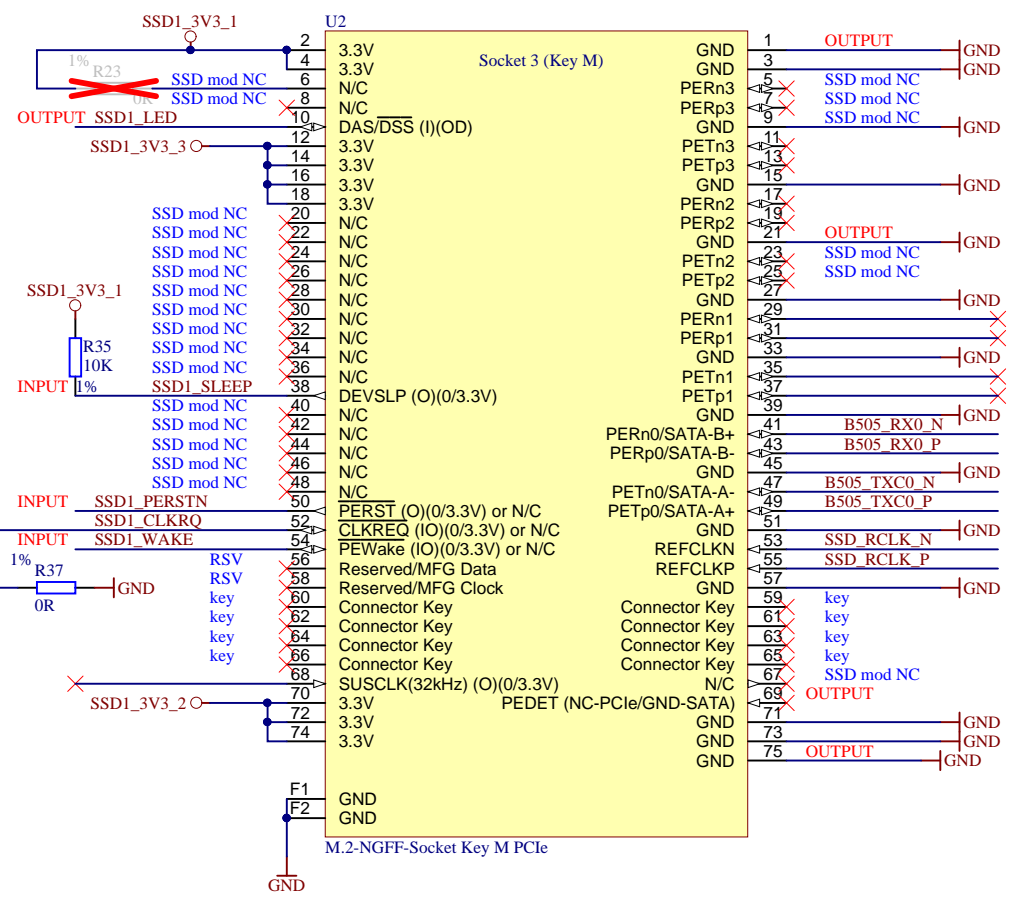 SSD1_3V3_1
U2
Socket 3 (Key M)
1%
R23
0R
SSD mod NC
SSD mod NC
OUTPUT SSD1_LED
SSD1_3V3_3
SSD mod NC
SSD mod NC
SSD mod NC
SSD mod NC
SSD mod NC
SSD mod NC
SSD mod NC
SSD mod NC
SSD mod NC
SSD1_3V3_1
R35
10K
1%
INPUT SSD1_SLEEP
SSD mod NC
SSD mod NC
SSD mod NC
SSD mod NC
SSD mod NC
INPUT SSD1_PERSTN
SSD1_CLKRQ
INPUT SSD1_WAKE
1%
R37
0R
GND
RSV
RSV
key
key
key
key
SSD1_3V3_2
2 3.3V
4 3.3V
6 N/C
8 N/C
10 DAS/DSS (I)(OD)
12 3.3V
14 3.3V
16 3.3V
18 3.3V
20 N/C
22 N/C
24 N/C
26 N/C
28 N/C
30 N/C
32 N/C
34 N/C
36 N/C
38 DEVSLP (O)(0/3.3V)
40 N/C
42 N/C
44 N/C
46 N/C
48 N/C
50 PERST (O)(0/3.3V) or N/C
52 CLKREQ (IO)(0/3.3V) or N/C
54 PEWake (IO)(0/3.3V) or N/C
56 Reserved/MFG Data
58 Reserved/MFG Clock
60 Connector Key
62 Connector Key
64 Connector Key
66 Connector Key
68 SUSCLK(32kHz) (O)(0/3.3V)
70 3.3V
72 3.3V
74 3.3V
F1 GND
F2 GND
GND
GND 1 OUTPUT GND
GND 3 GND
PERn3 5 SSD mod NC
PERp3 7 SSD mod NC
GND 9 SSD mod NC GND
PETn3 11
PETp3 13
GND 15 GND
PERn2 17
PERp2 19
GND 21 OUTPUT GND
PETn2 23 SSD mod NC
PETp2 25 SSD mod NC
GND 27 GND
PERn1 29
PERp1 31
GND 33 GND
PETn1 35
PETp1 37
GND 39 GND
PERn0/SATA-B+ 41 B505_RX0_N
PERp0/SATA-B- 43 B505_RX0_P
GND 45 GND
PETn0/SATA-A- 47 B505_TXC0_N
PETp0/SATA-A+ 49 B505_TXC0_P
GND 51 GND
REFCLKN 53 SSD_RCLK_N
REFCLKP 55 SSD_RCLK_P
GND 57 GND
Connector Key 59 key
Connector Key 61 key
Connector Key 63 key
Connector Key 65 key
N/C 67 SSD mod NC
PEDET (NC-PCIe/GND-SATA) 69 OUTPUT
GND 71 GND
GND 73 GND
GND 75 OUTPUT GND
M.2-NGFF-Socket Key M PCIe